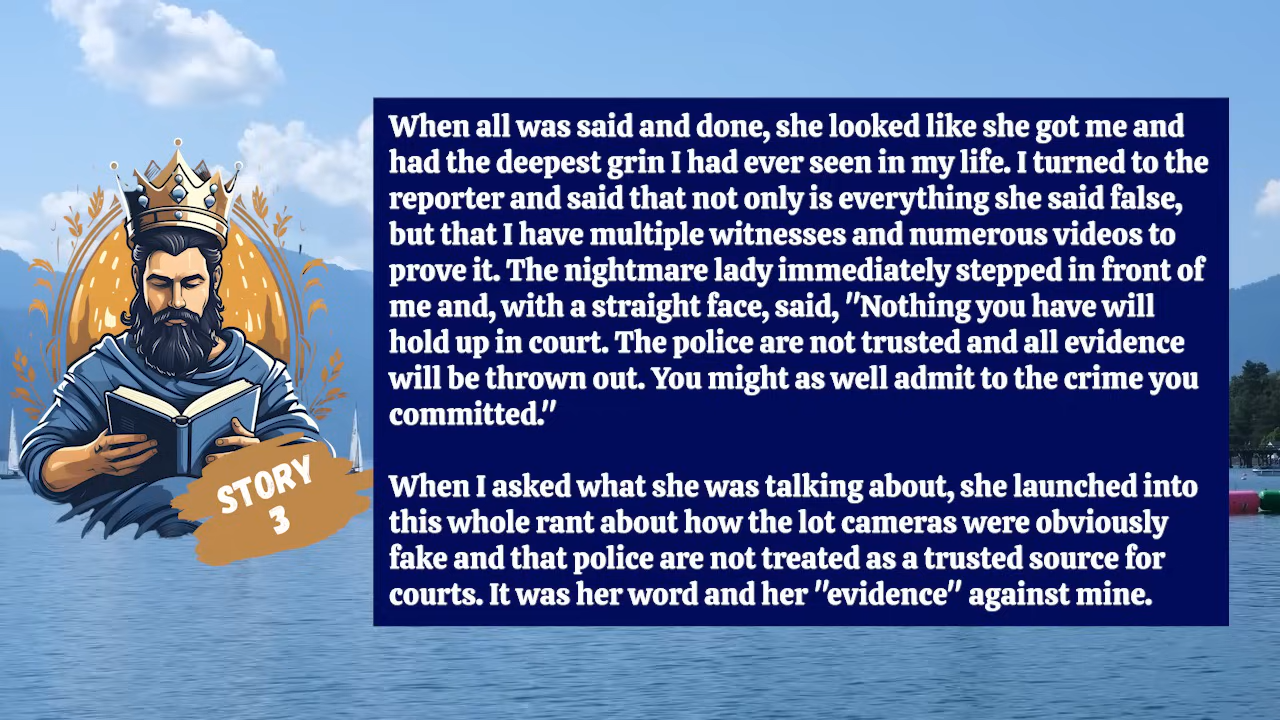 When all was said and done, she looked like she got me and
had the deepest grin I had ever seen in my life. I turned to the
reporter and said that not only is everything she said false,
but that I have multiple witnesses and numerous videos to
prove it. The nightmare lady immediately stepped in front of
me and, with a straight face, said, "Nothing you have will
hold up in court. The police are not trusted and all evidence
will be thrown out. You might as well admit to the crime you
committed."
When I asked what she was talking about, she launched into
this whole rant about how the lot cameras were obviously
fake and that police are not treated as a trusted source for
courts. It was her word and her "evidence" against mine.
STORY
3